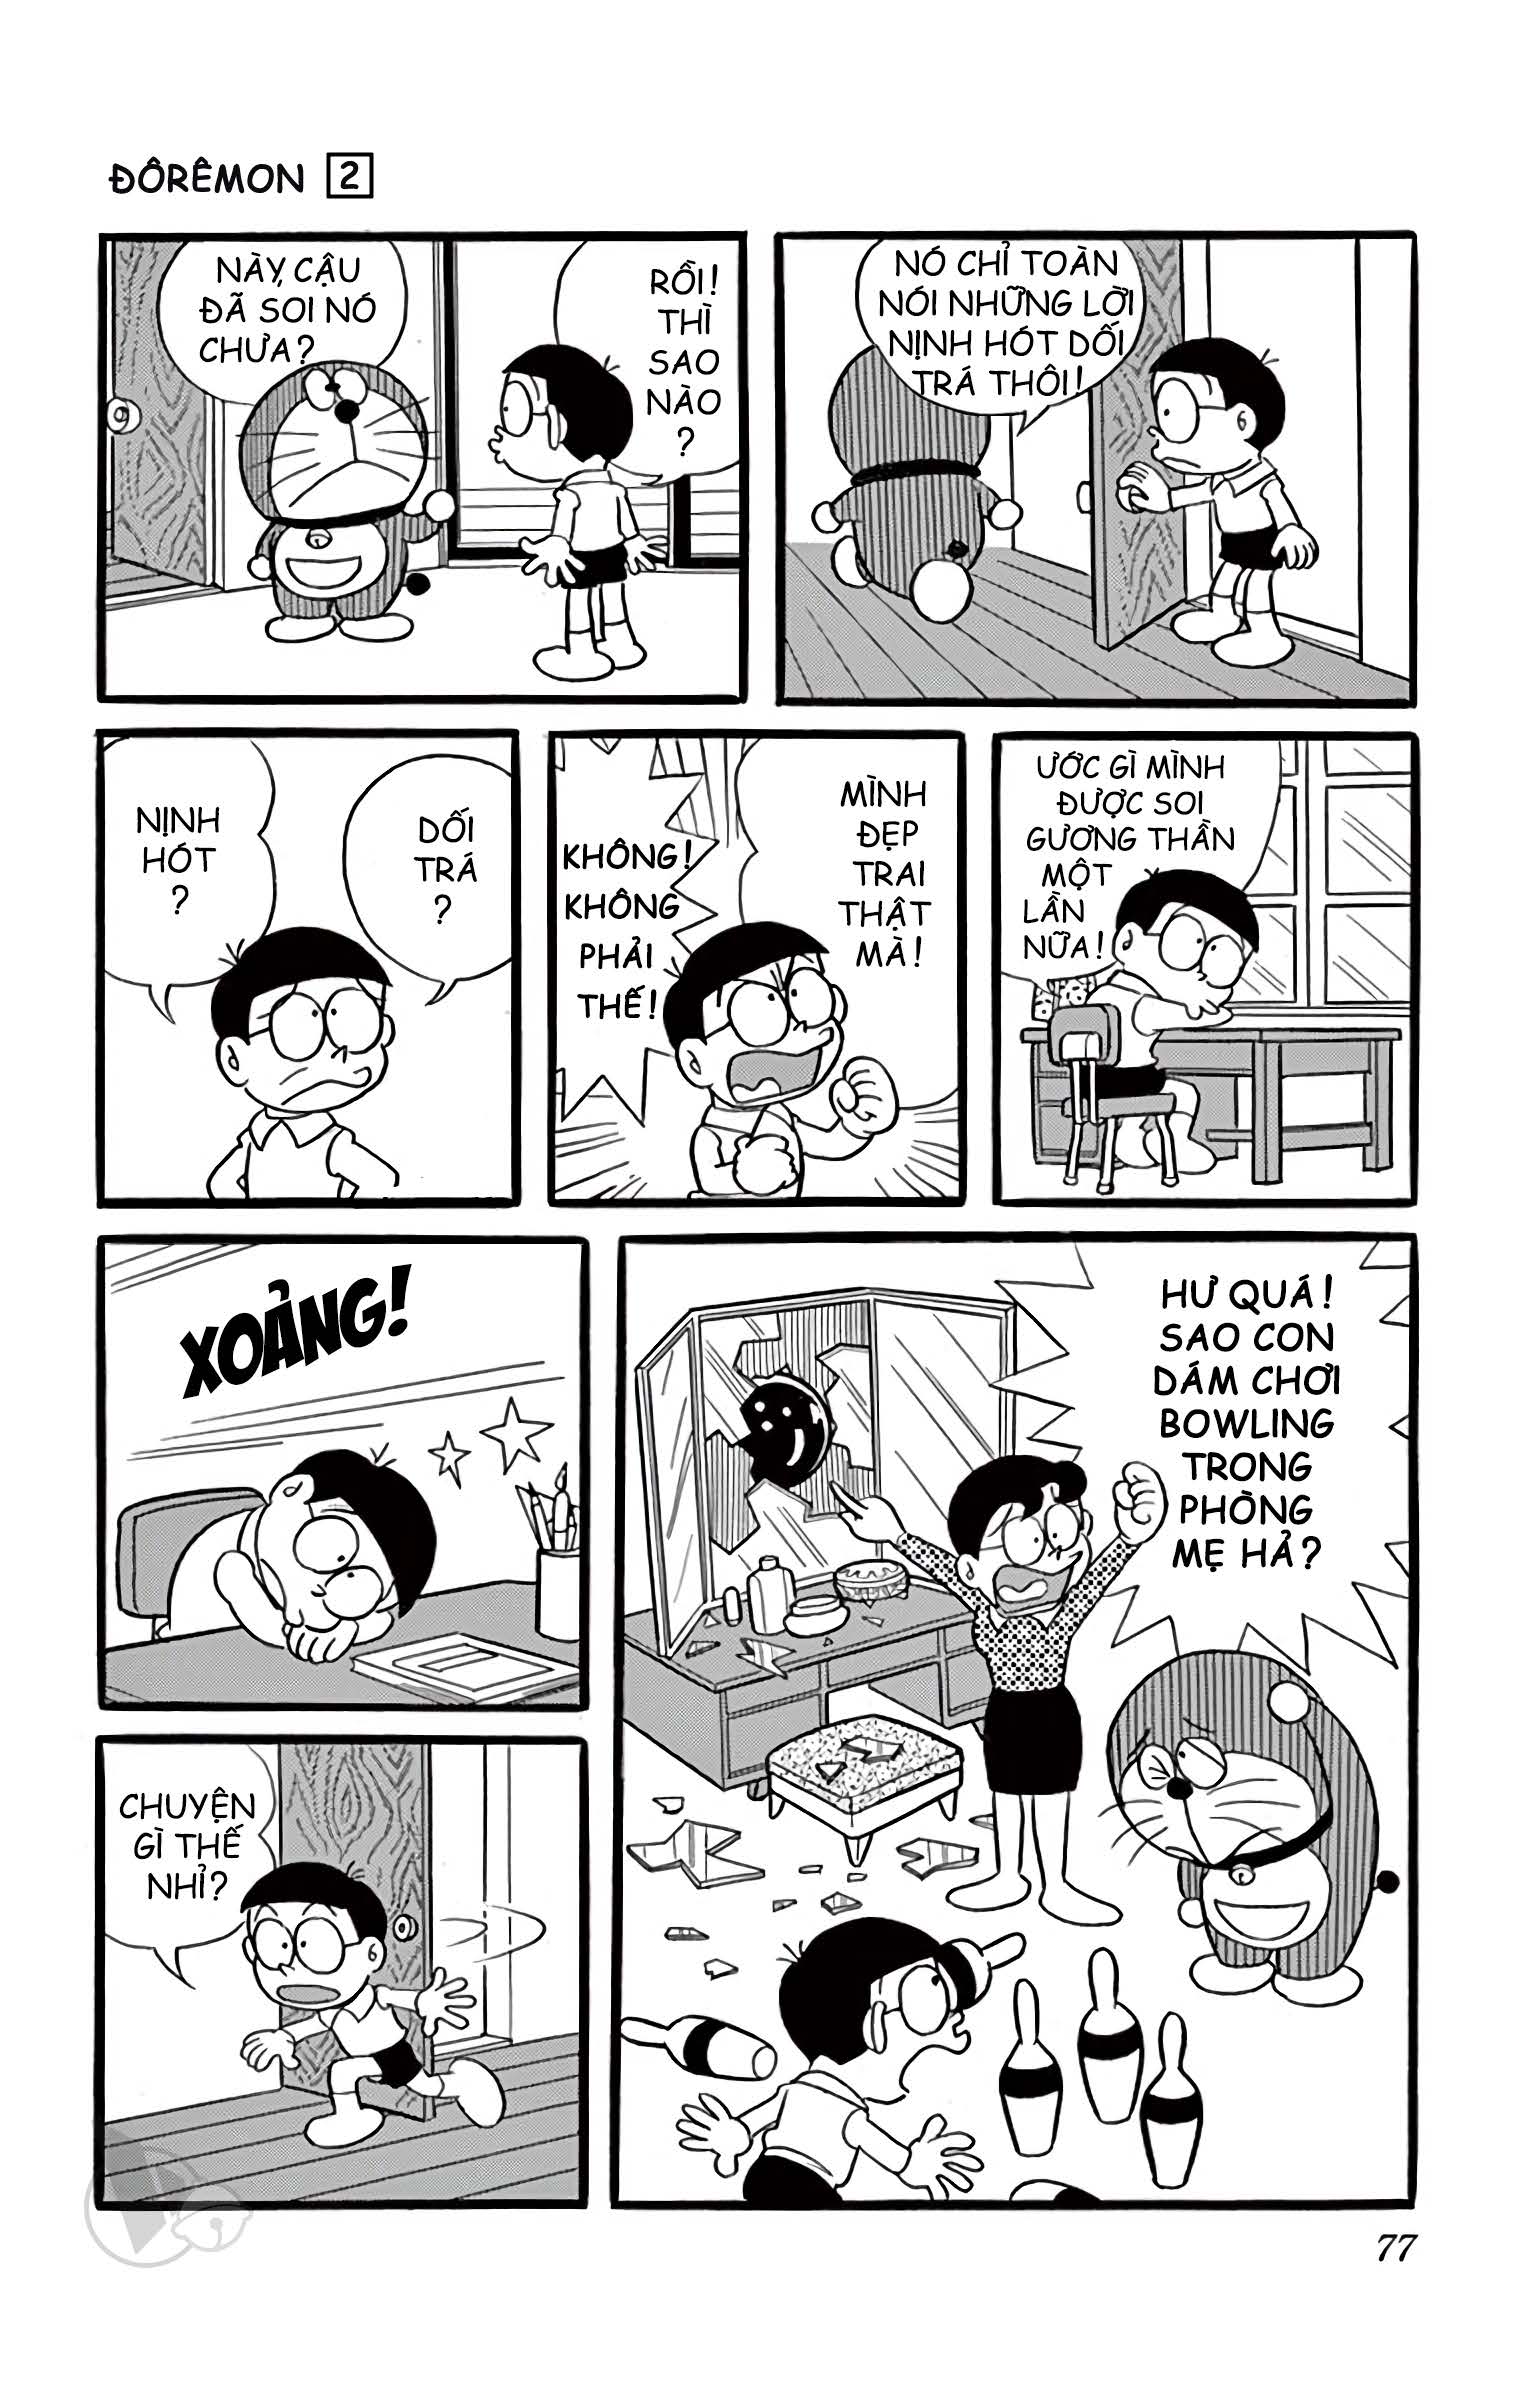 ĐÔRÊMON 2
NÀY, CẬU
ĐÃ SOI NÓ
CHƯA?
RỒI!
THÌ
SAO
NÀO
?
NÓ CHỈ TOÀN
NÓI NHỮNG LỜI
NỊNH HÓT DỐI
TRÁ THÔI!
NỊNH
HÓT
?
DỐI
TRÁ
?
KHÔNG!
KHÔNG
PHẢI
THẾ!
MÌNH
ĐẸP
TRAI
THẬT
MÀ!
ƯỚC GÌ MÌNH
ĐƯỢC SOI
GƯƠNG THẦN
MỘT
LẦN
NỮA!
XOẢNG!
CHUYỆN
GÌ THẾ
NHỈ?
HƯ QUÁ!
SAO CON
DÁM CHƠI
BOWLING
TRONG
PHÒNG
MẸ HẢ?
77